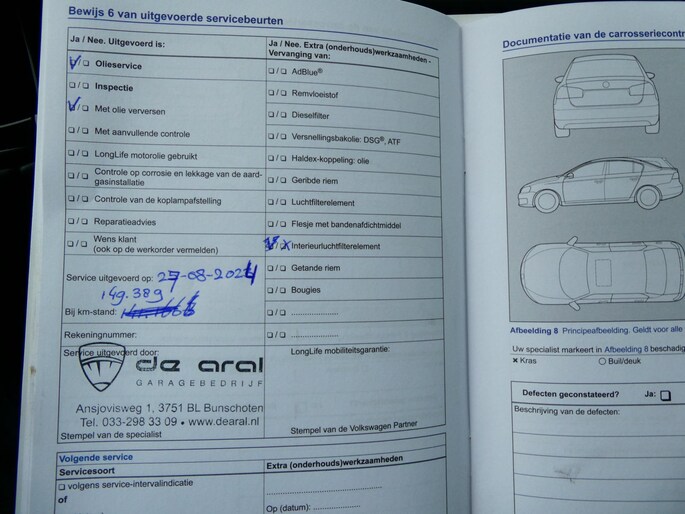 Bewijs 6 van uitgevoerde servicebeurten
Ja / Nee. Uitgevoerd is:
☑/☐ Olieservice
☐/☐ Inspectie
☑/☐ Met olie verversen
☐/☐ Met aanvullende controle
☐/☐ LongLife motorolie gebruikt
☐/☐ Controle op corrosie en lekkage van de aard-
gasinstallatie
☐/☐ Controle van de koplampafstelling
☐/☐ Reparatieadvies
☐/☐ Wens klant
(ook op de werkorder vermelden)
Service uitgevoerd op: 27-08-2024
149.389
Bij km-stand:
Rekeningnummer:
Service uitgevoerd door:
de aral
GARAGEBEDRIJF
Ansjovisweg 1, 3751 BL Bunschoten
Tel. 033-298 33 09 • www.dearal.nl
Stempel van de specialist
Ja / Nee. Extra (onderhouds)werkzaamheden -
Vervanging van:
☐/☐ AdBlue®
☐/☐ Remvloeistof
☐/☐ Dieselfilter
☐/☐ Versnellingsbakolie: DSG®, ATF
☐/☐ Haldex-koppeling: olie
☐/☐ Geribde riem
☐/☐ Luchtfilterelement
☐/☐ Flesje met bandenafdichtmiddel
☑/☒ Interieurluchtfilterelement
☐/☐ Getande riem
☐/☐ Bougies
☐/☐ ....................
☐/☐ ....................
LongLife mobiliteitsgarantie:
Stempel van de Volkswagen Partner
Volgende service
Servicesoort
☐ volgens service-intervalindicatie
of
Extra (onderhouds)werkzaamheden
..............................
Op (datum): ....................
Documentatie van de carrosseriecontr
Afbeelding 8 Principeafbeelding. Geldt voor alle
Uw specialist markeert in Afbeelding 8 beschadig
× Kras ○ Buil/deuk
Defecten geconstateerd? Ja: ☐
Beschrijving van de defecten: